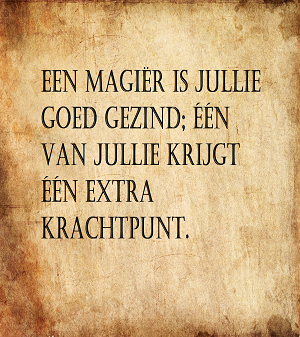 EEN MAGIËR IS JULLIE
GOED GEZIND; ÉÉN
VAN JULLIE KRIJGT
ÉÉN EXTRA
KRACHTPUNT.